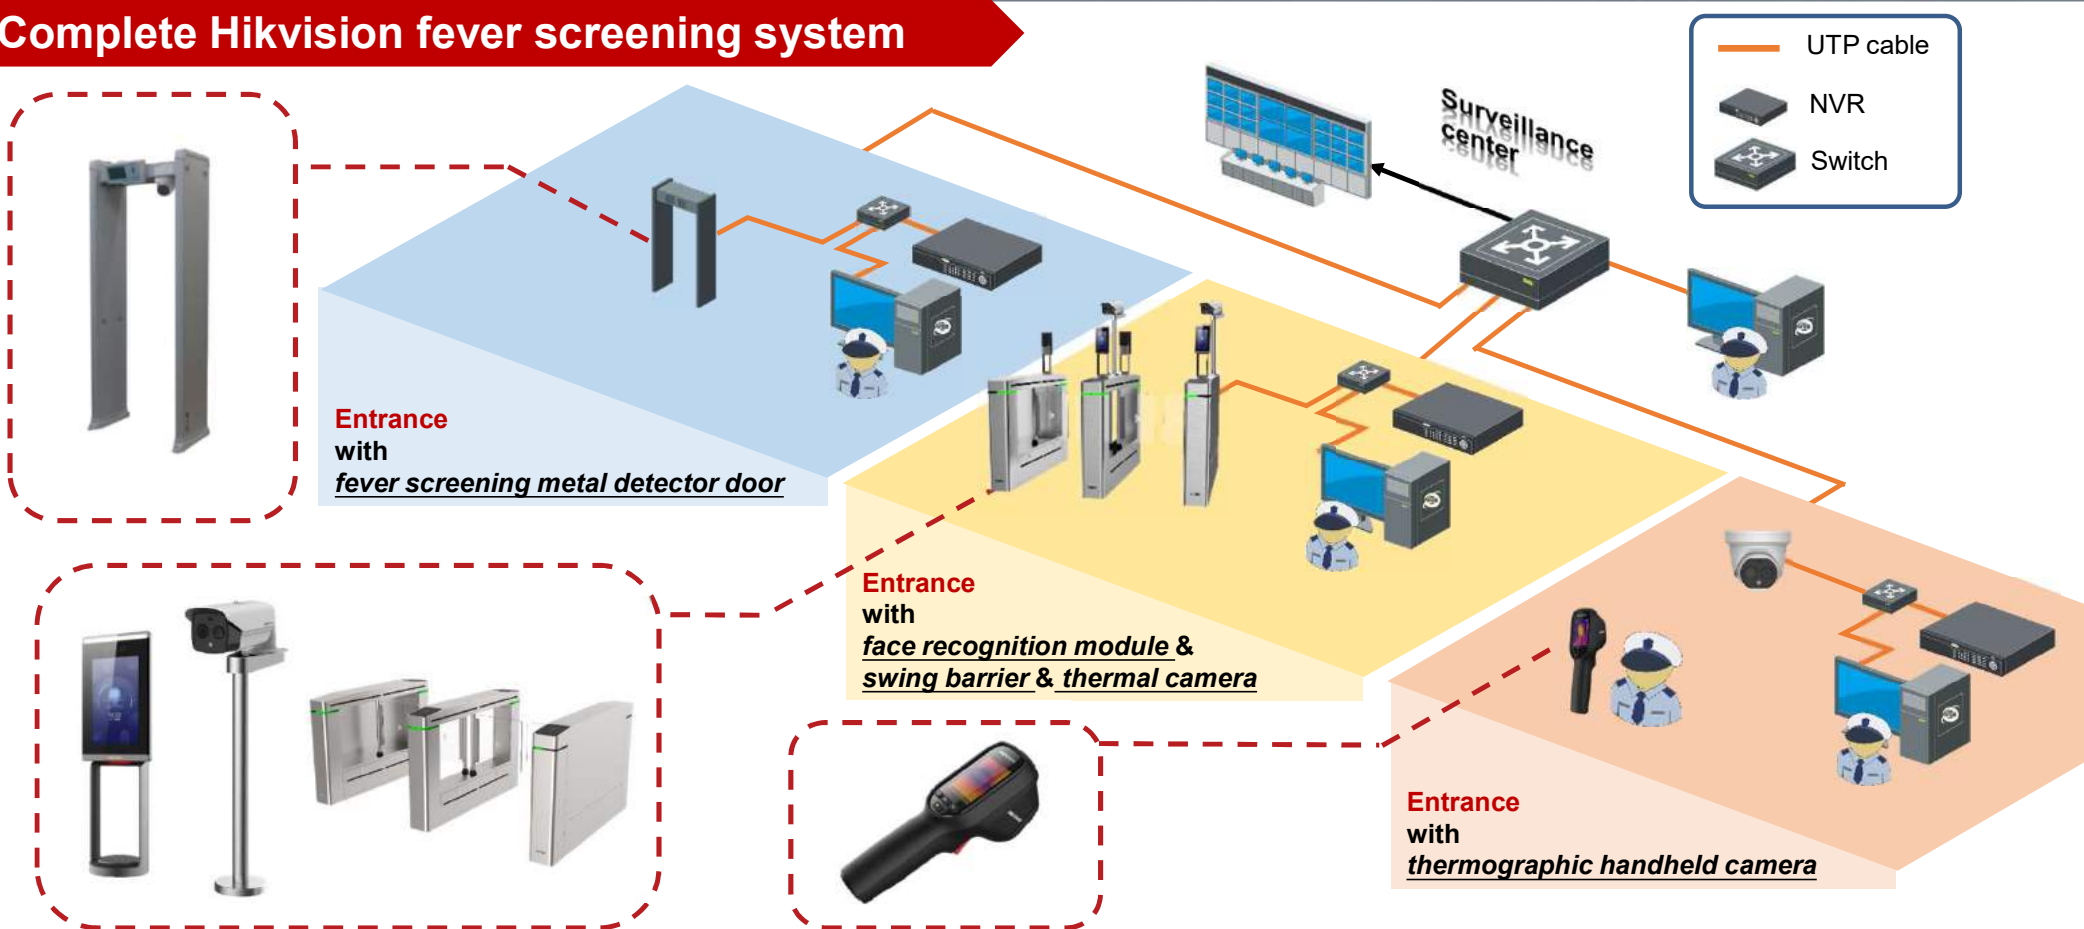 Complete Hikvision fever screening system
UTP cable
NVR
Switch
Surveillance
center
Entrance
with
fever screening metal detector door
Entrance
with
face recognition module &
swing barrier & thermal camera
Entrance
with
thermographic handheld camera